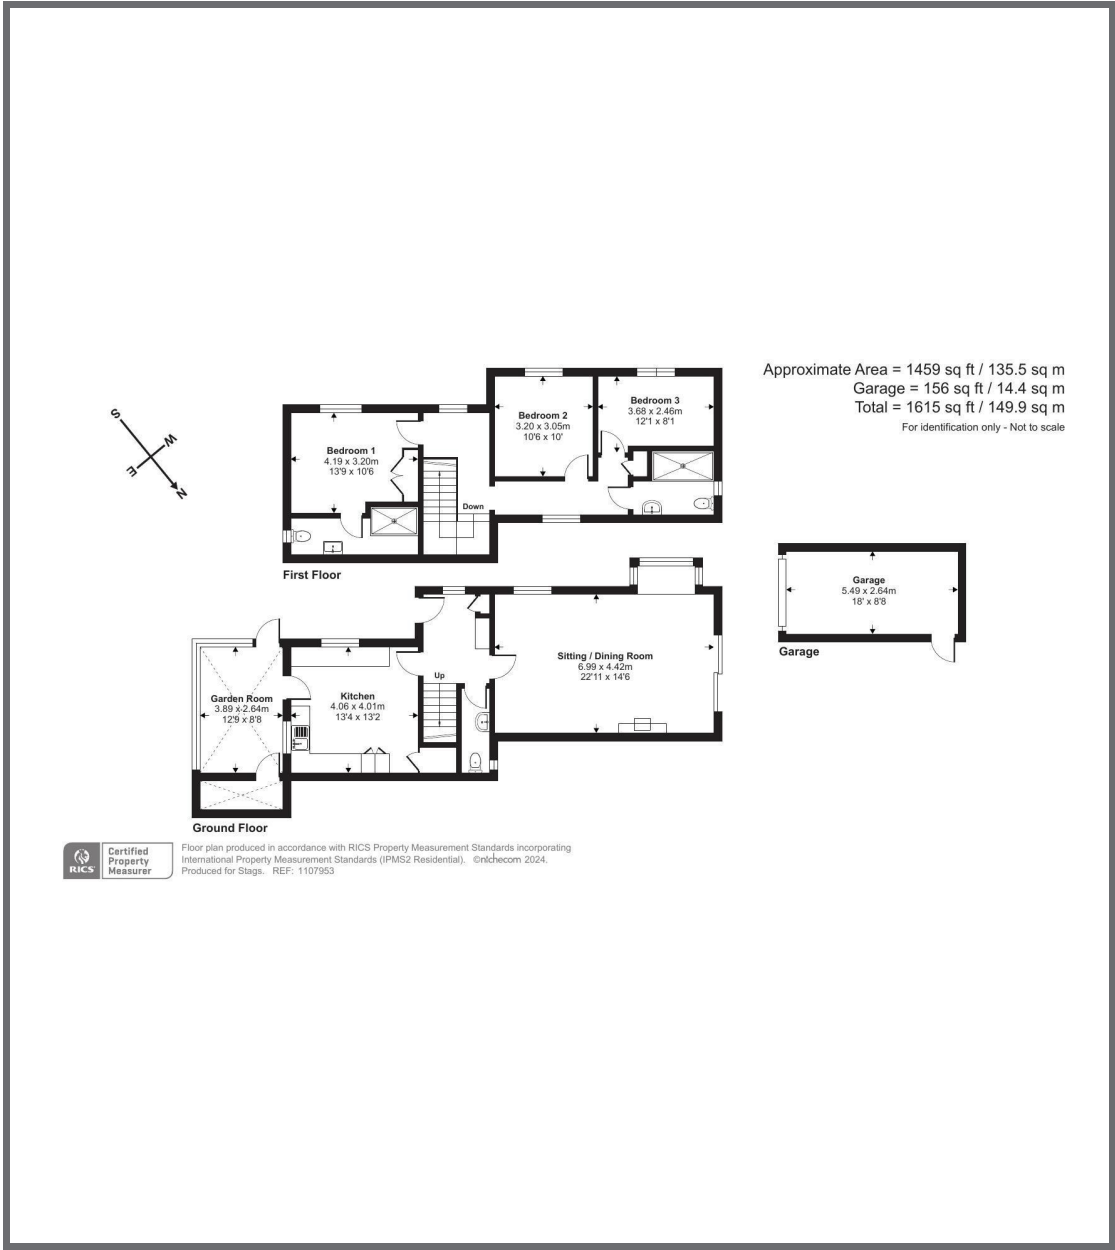 Approximate Area = 1459 sq ft / 135.5 sq m
Garage = 156 sq ft / 14.4 sq m
Total = 1615 sq ft / 149.9 sq m
For identification only - Not to scale
S
W
E
N
Bedroom 1
4.19 x 3.20m
13'9 x 10'6
Bedroom 2
3.20 x 3.05m
10'6 x 10'
Bedroom 3
3.68 x 2.46m
12'1 x 8'1
Down
First Floor
Garden Room
3.89 x 2.64m
12'9 x 8'8
Kitchen
4.06 x 4.01m
13'4 x 13'2
Up
Sitting / Dining Room
6.99 x 4.42m
22'11 x 14'6
Ground Floor
Garage
5.49 x 2.64m
18' x 8'8
Garage
RICS
Certified
Property
Measurer
Floor plan produced in accordance with RICS Property Measurement Standards incorporating
International Property Measurement Standards (IPMS2 Residential). ©nichecom 2024.
Produced for Stags. REF: 1107953